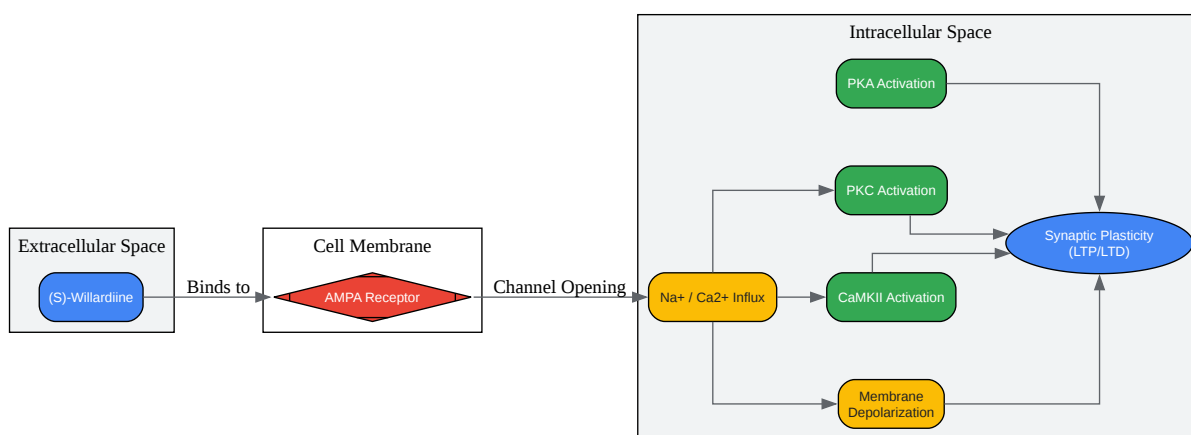 Intracellular Space
PKA Activation
PKC Activation
Extracellular Space
Cell Membrane
Synaptic Plasticity
(LTP/LTD)
(S)-Willardiine
Binds to
AMPA Receptor
Channel Opening
Na+ / Ca2+ Influx
CaMKII Activation
Membrane
Depolarization